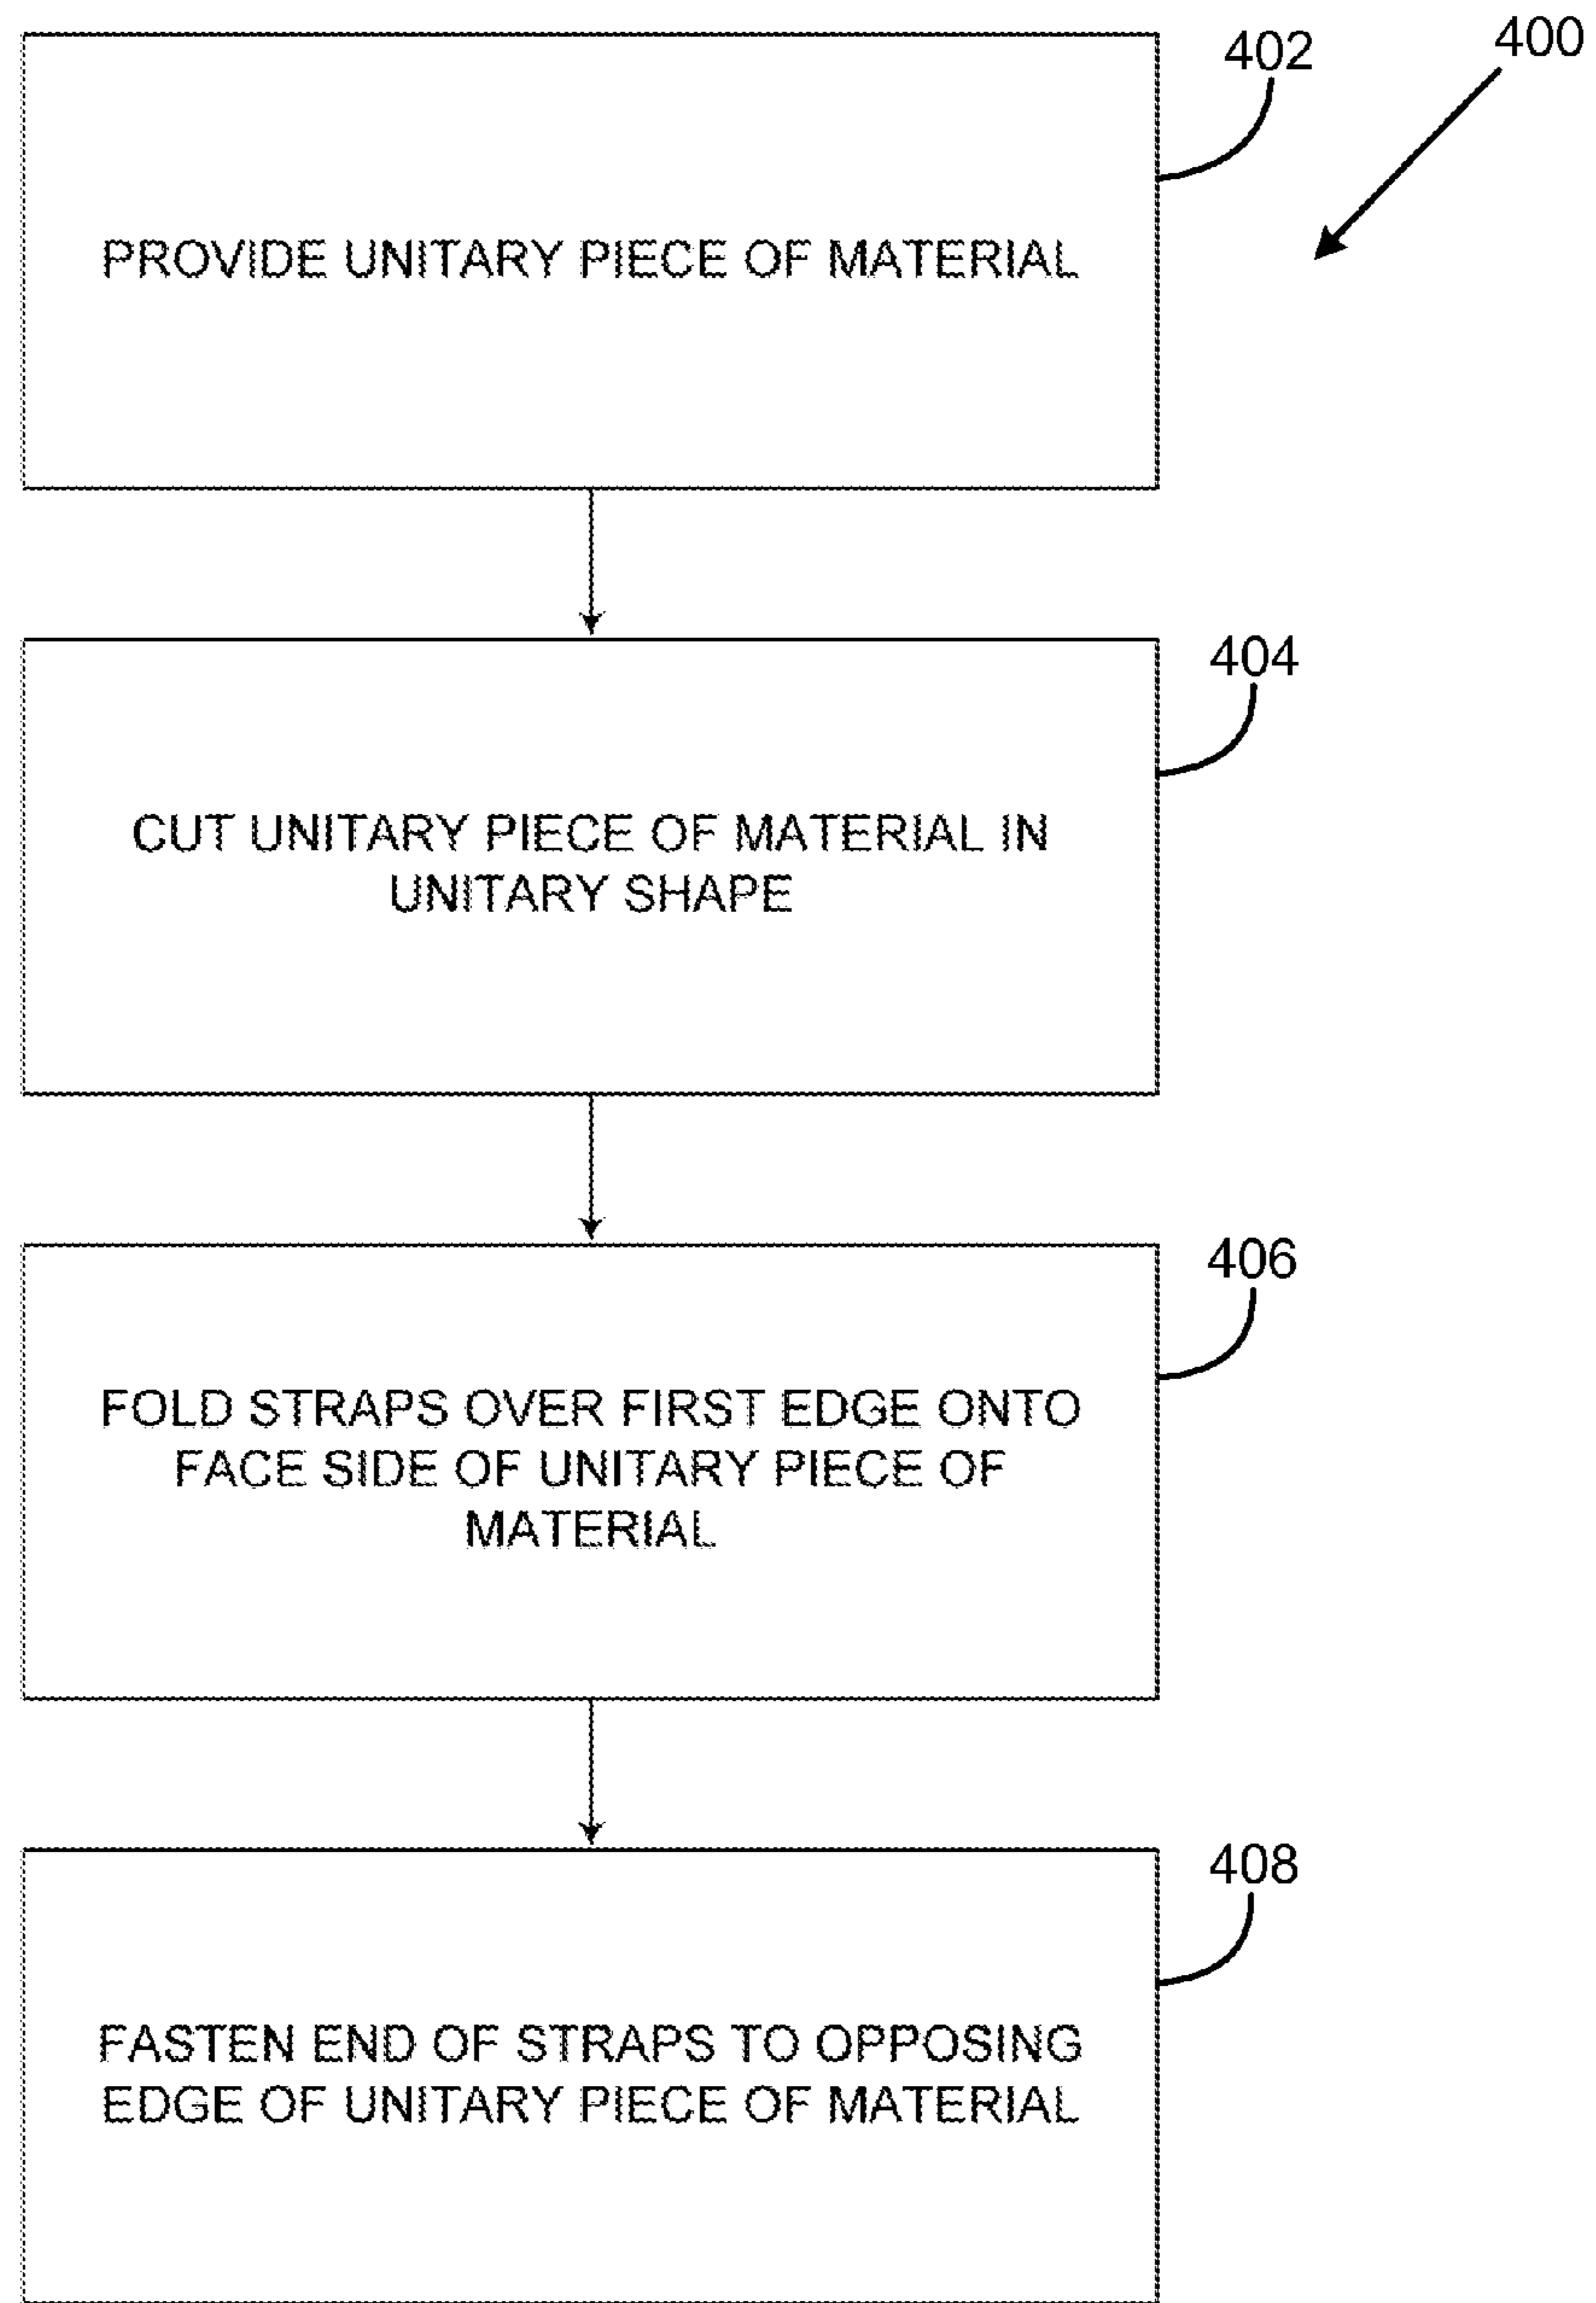 400
402
PROVIDE UNITARY PIECE OF MATERIAL
404
CUT UNITARY PIECE OF MATERIAL IN
UNITARY SHAPE
406
FOLD STRAPS OVER FIRST EDGE ONTO
FACE SIDE OF UNITARY PIECE OF
MATERIAL
408
FASTEN END OF STRAPS TO OPPOSING
EDGE OF UNITARY PIECE OF MATERIAL